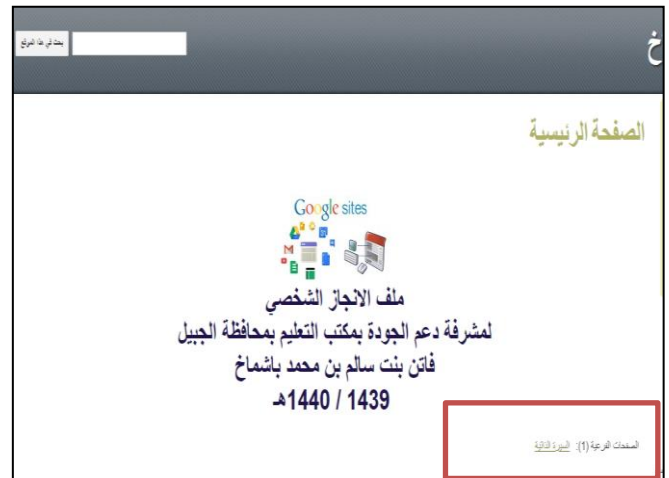 خ
بحث في هذا الموقع
الصفحة الرئيسية
Google sites
ملف الانجاز الشخصي
لمشرفة دعم الجودة بمكتب التعليم بمحافظة الجبيل
فاتن بنت سالم بن محمد باشماخ
1439 / 1440هـ
الصفحات الفرعية (1): السيرة الذاتية